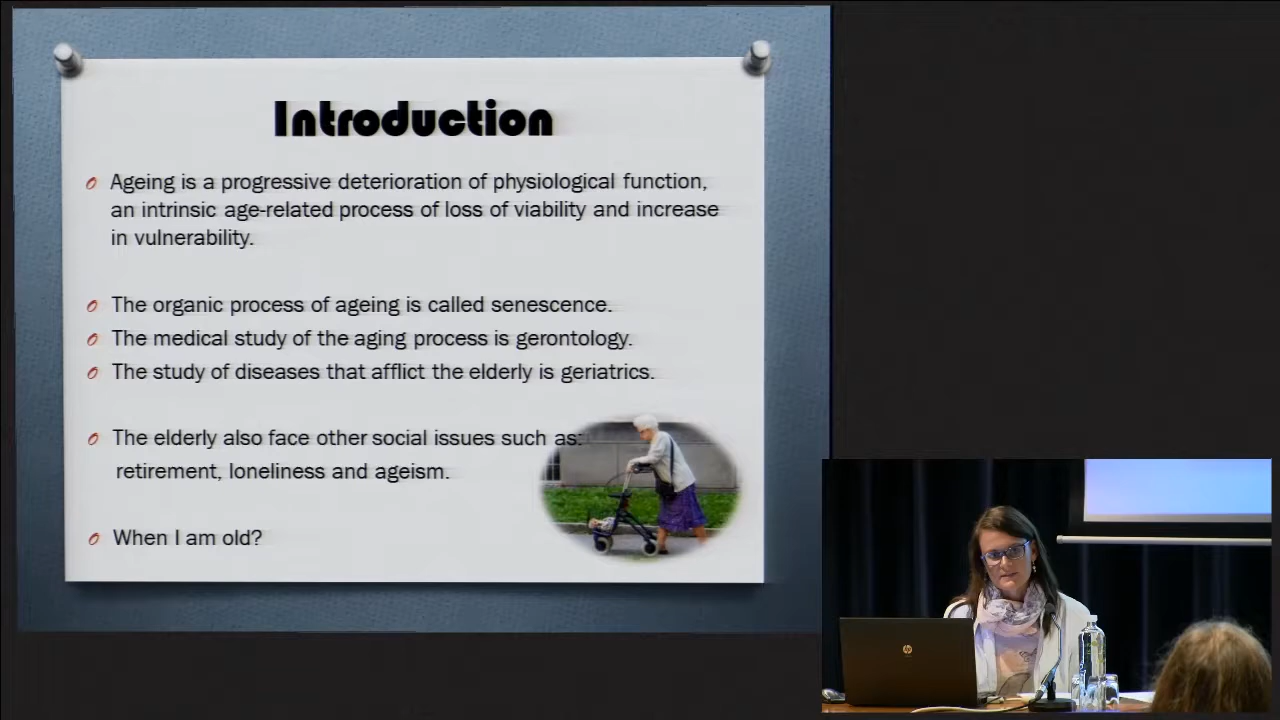 Introduction
Ageing is a progressive deterioration of physiological function,
an intrinsic age-related process of loss of viability and increase
in vulnerability.
The organic process of ageing is called senescence.
The medical study of the aging process is gerontology.
The study of diseases that afflict the elderly is geriatrics.
The elderly also face other social issues such as:
retirement, loneliness and ageism.
When I am old?
hp